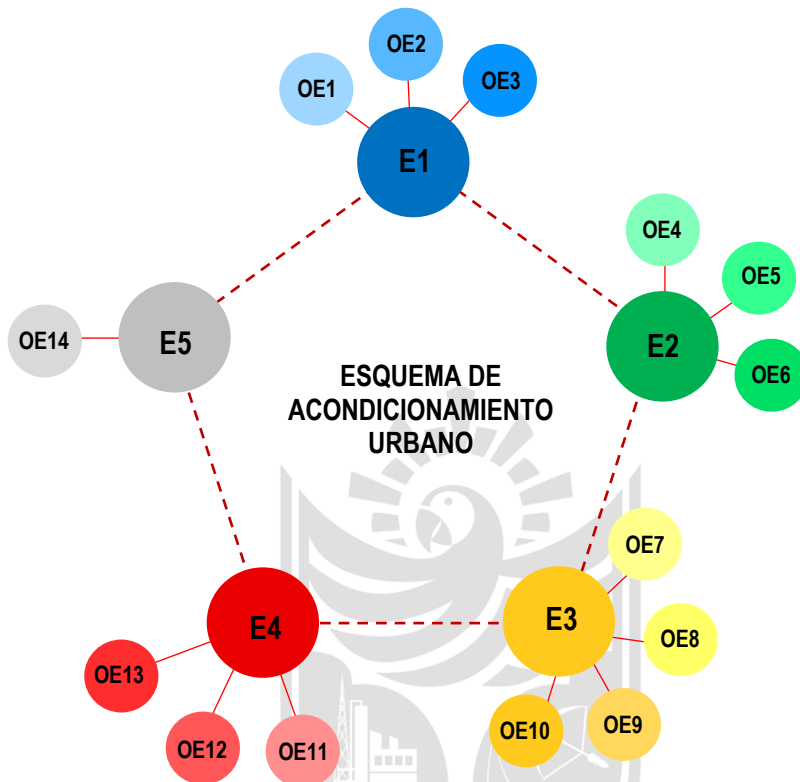 OE1
OE2
OE3
E1
OE4
OE5
OE6
E2
OE14
E5
ESQUEMA DE
ACONDICIONAMIENTO
URBANO
OE7
OE8
OE9
OE10
E3
E4
OE13
OE12
OE11